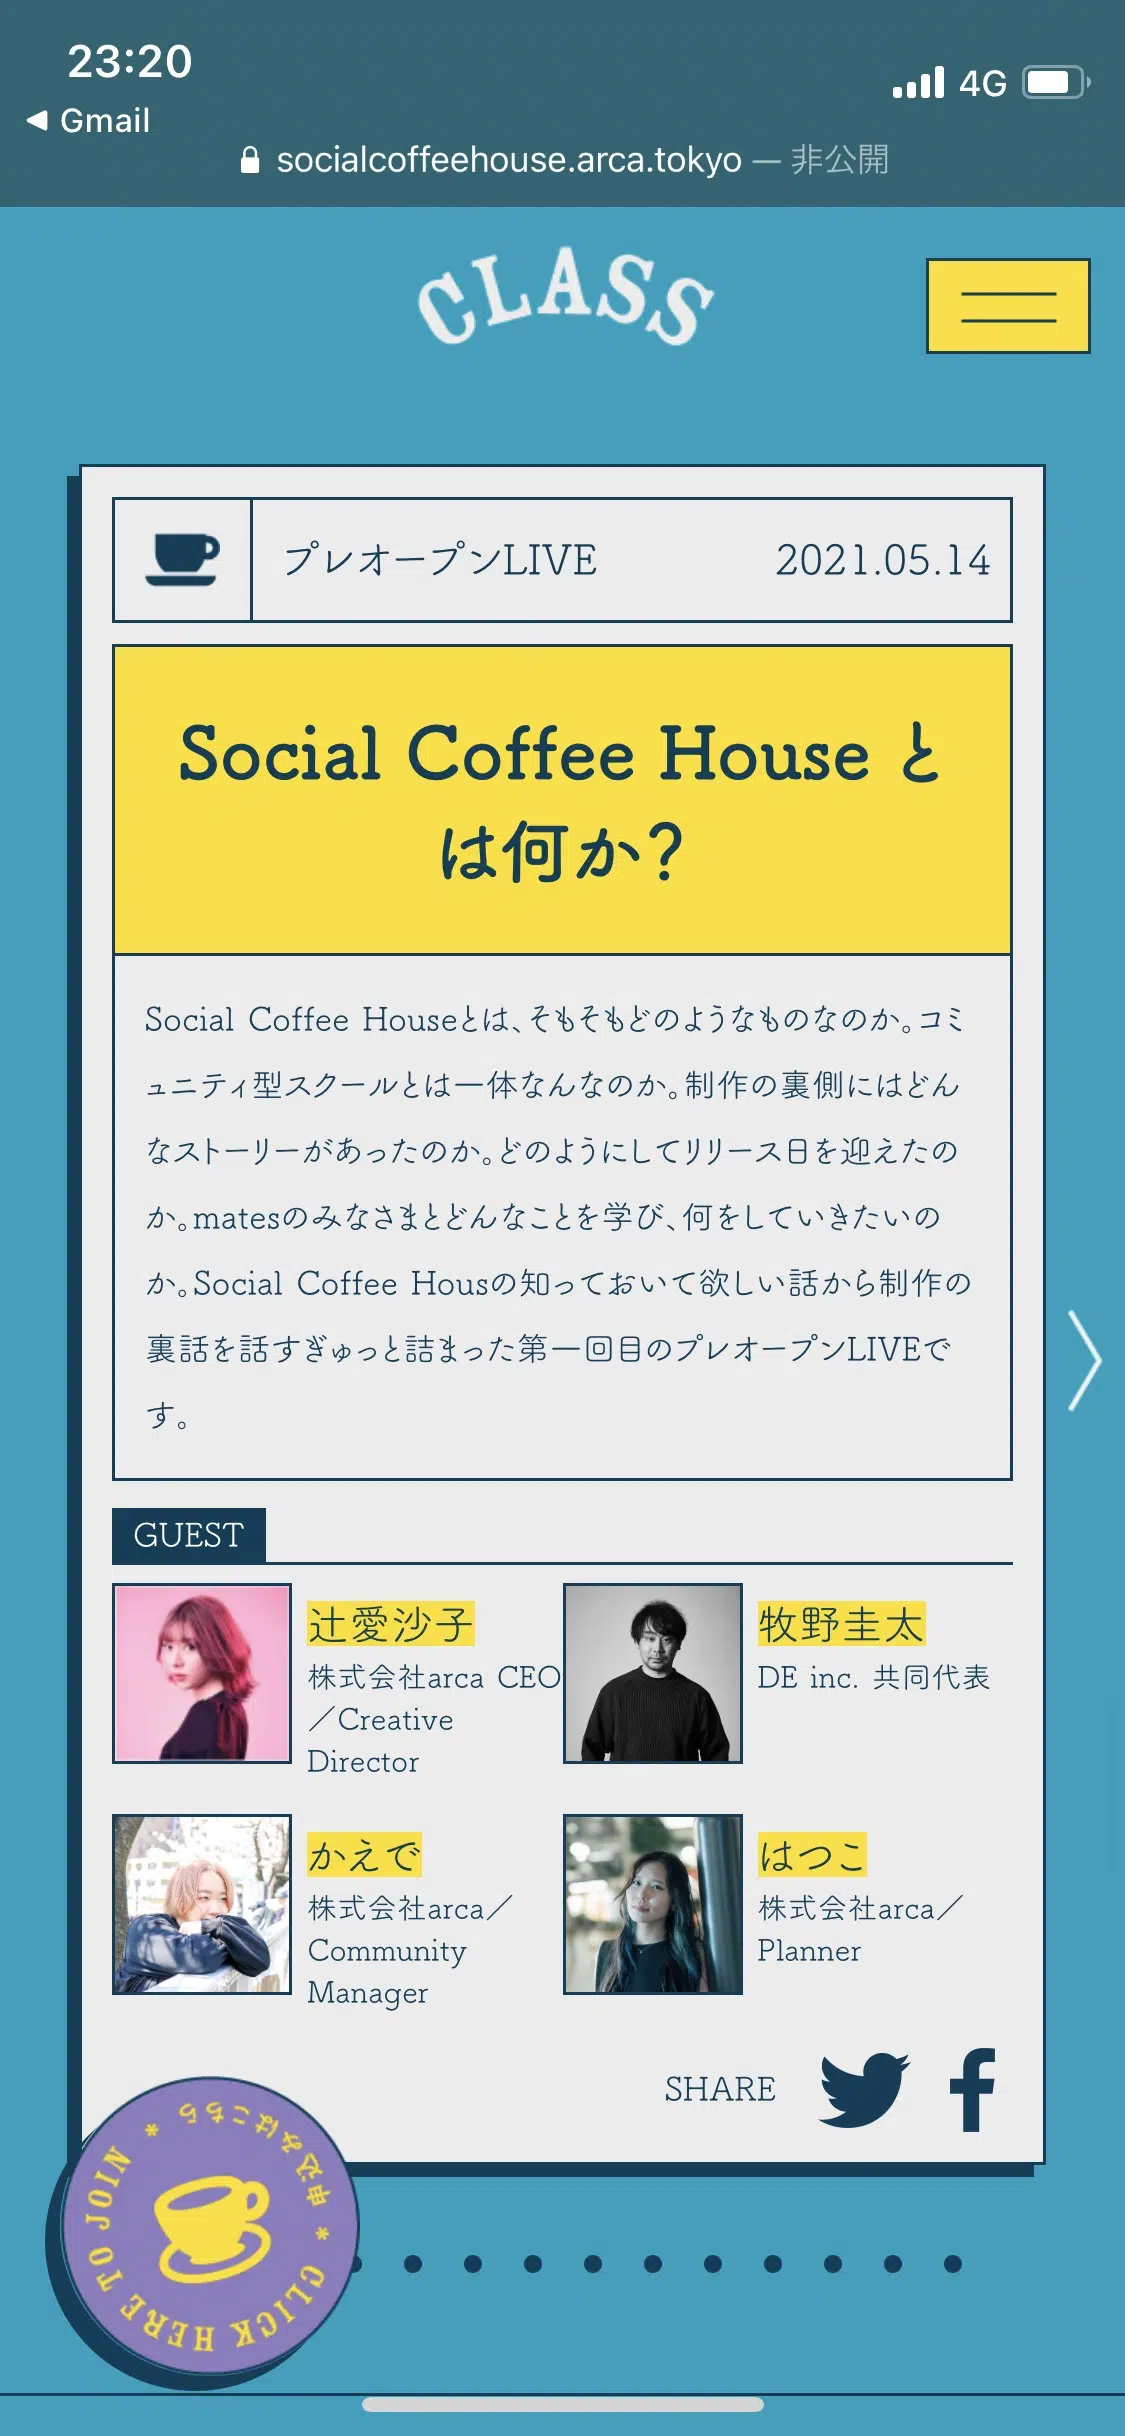 23:20
4G
◀ Gmail
socialcoffeehouse.arca.tokyo — 非公開
CLASS
プレオープンLIVE 2021.05.14
Social Coffee House と
は何か?
Social Coffee Houseとは、そもそもどのようなものなのか。コミ
ュニティ型スクールとは一体なんなのか。制作の裏側にはどん
なストーリーがあったのか。どのようにしてリリース日を迎えたの
か。matesのみなさまとどんなことを学び、何をしていきたいの
か。Social Coffee Housの知っておいて欲しい話から制作の
裏話を話すぎゅっと詰まった第一回目のプレオープンLIVEで
す。
GUEST
辻愛沙子
株式会社arca CEO
／Creative
Director
牧野圭太
DE inc. 共同代表
かえで
株式会社arca／
Community
Manager
はつこ
株式会社arca／
Planner
SHARE
申込みはこちら * CLICK HERE TO JOIN *